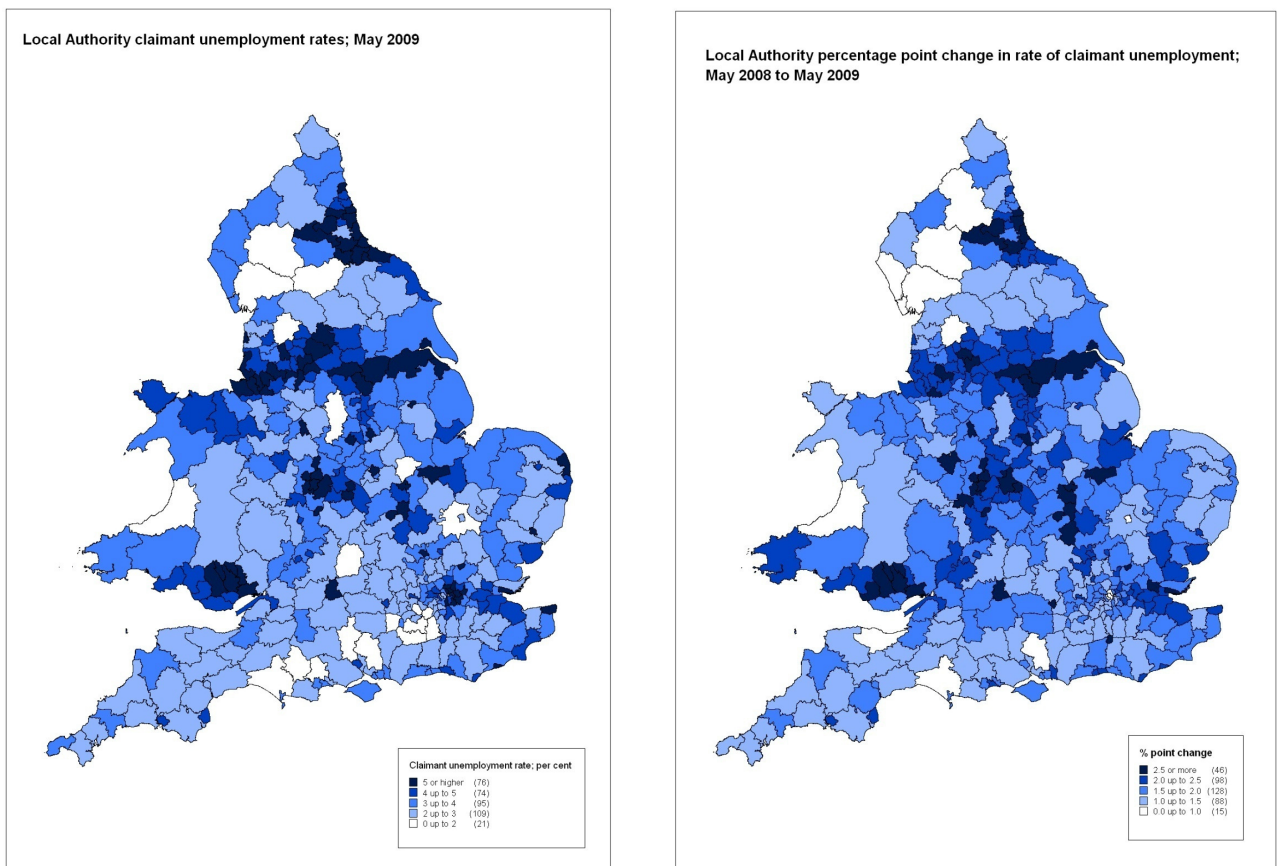 Local Authority claimant unemployment rates; May 2009
Claimant unemployment rate; per cent
5 or higher (76)
4 up to 5 (74)
3 up to 4 (95)
2 up to 3 (109)
0 up to 2 (21)
Local Authority percentage point change in rate of claimant unemployment;
May 2008 to May 2009
% point change
2.5 or more (46)
2.0 up to 2.5 (98)
1.5 up to 2.0 (128)
1.0 up to 1.5 (88)
0.0 up to 1.0 (15)